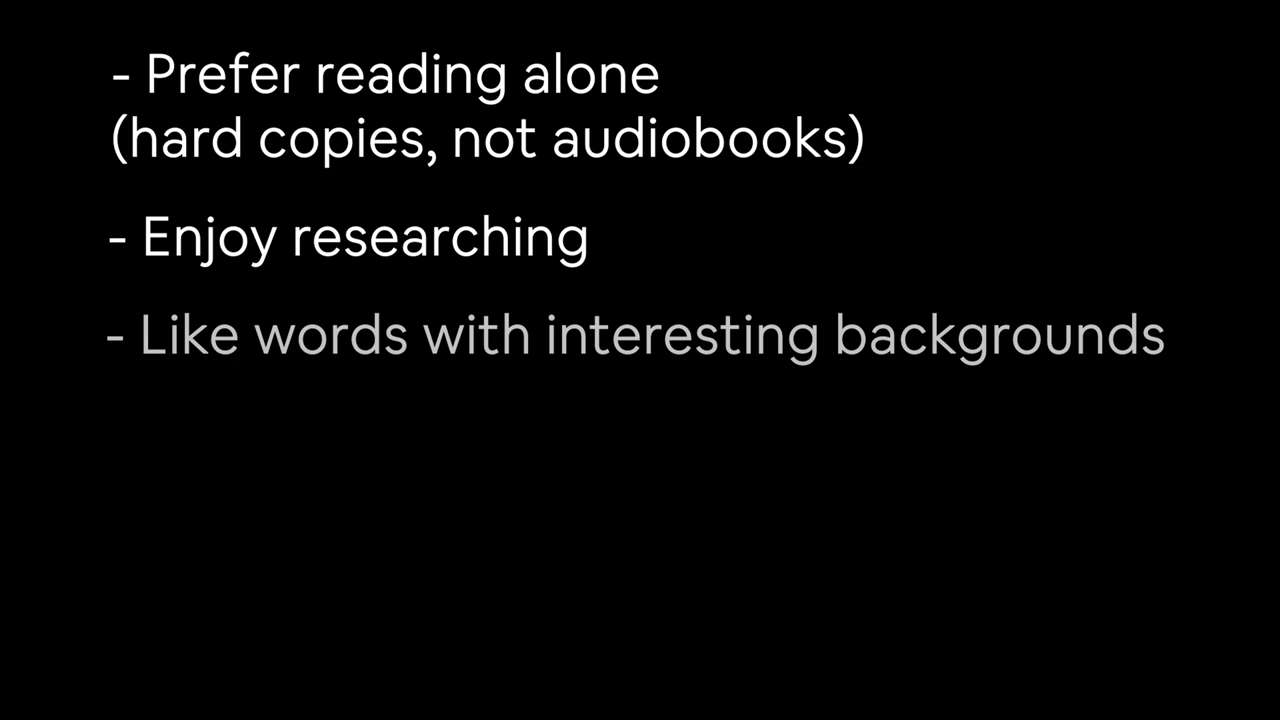 - Prefer reading alone
(hard copies, not audiobooks)
- Enjoy researching
- Like words with interesting backgrounds